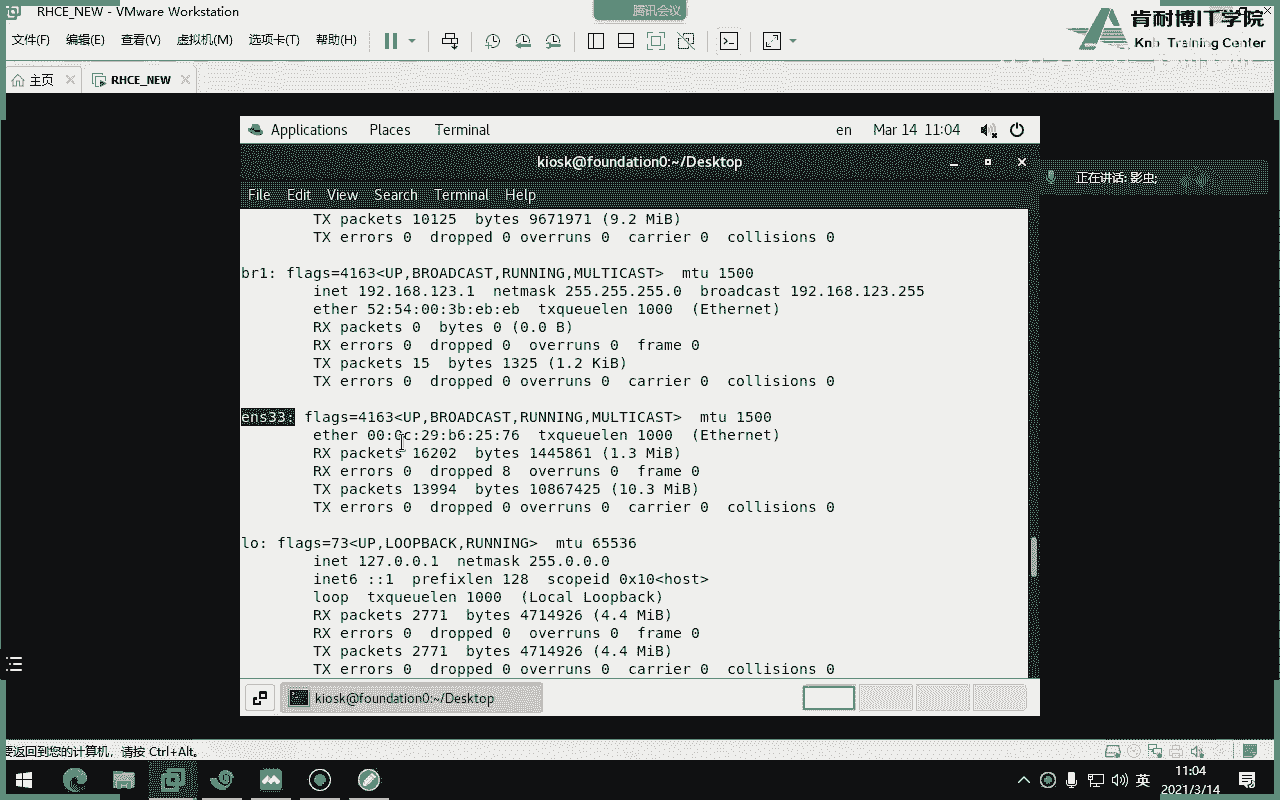 RHCE_NEW - VMware Workstation
腾讯会议
肯耐博IT学院
Knb Training Center
文件(F) 编辑(E) 查看(V) 虚拟机(M) 选项卡(T) 帮助(H)
主页
RHCE_NEW
Applications Places Terminal
en Mar 14 11:04
kiosk@foundation0:~/Desktop
正在讲话: 影虫;
File Edit View Search Terminal Help
TX packets 10125 bytes 9671971 (9.2 MiB)
TX errors 0 dropped 0 overruns 0 carrier 0 collisions 0
br1: flags=4163<UP,BROADCAST,RUNNING,MULTICAST> mtu 1500
inet 192.168.123.1 netmask 255.255.255.0 broadcast 192.168.123.255
ether 52:54:00:3b:eb:eb txqueuelen 1000 (Ethernet)
RX packets 0 bytes 0 (0.0 B)
RX errors 0 dropped 0 overruns 0 frame 0
TX packets 15 bytes 1325 (1.2 KiB)
TX errors 0 dropped 0 overruns 0 carrier 0 collisions 0
ens33: flags=4163<UP,BROADCAST,RUNNING,MULTICAST> mtu 1500
ether 00:0c:29:b6:25:76 txqueuelen 1000 (Ethernet)
RX packets 16202 bytes 1445861 (1.3 MiB)
RX errors 0 dropped 8 overruns 0 frame 0
TX packets 13994 bytes 10867425 (10.3 MiB)
TX errors 0 dropped 0 overruns 0 carrier 0 collisions 0
lo: flags=73<UP,LOOPBACK,RUNNING> mtu 65536
inet 127.0.0.1 netmask 255.0.0.0
inet6 ::1 prefixlen 128 scopeid 0x10<host>
loop txqueuelen 1000 (Local Loopback)
RX packets 2771 bytes 4714926 (4.4 MiB)
RX errors 0 dropped 0 overruns 0 frame 0
TX packets 2771 bytes 4714926 (4.4 MiB)
TX errors 0 dropped 0 overruns 0 carrier 0 collisions 0
kiosk@foundation0:~/Desktop
要返回到您的计算机，请按 Ctrl+Alt。
英
11:04
2021/3/14